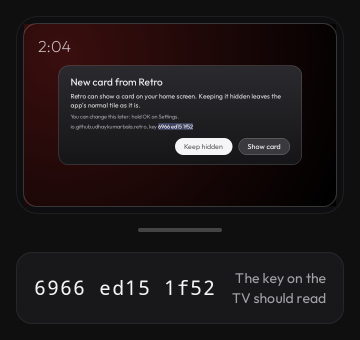 2:04
New card from Retro
Retro can show a card on your home screen. Keeping it hidden leaves the
app's normal tile as it is.
You can change this later: hold OK on Settings.
io.github.udhaykumarbala.retro, key 6966 ed15 1f52
Keep hidden Show card
6966 ed15 1f52
The key on the
TV should read